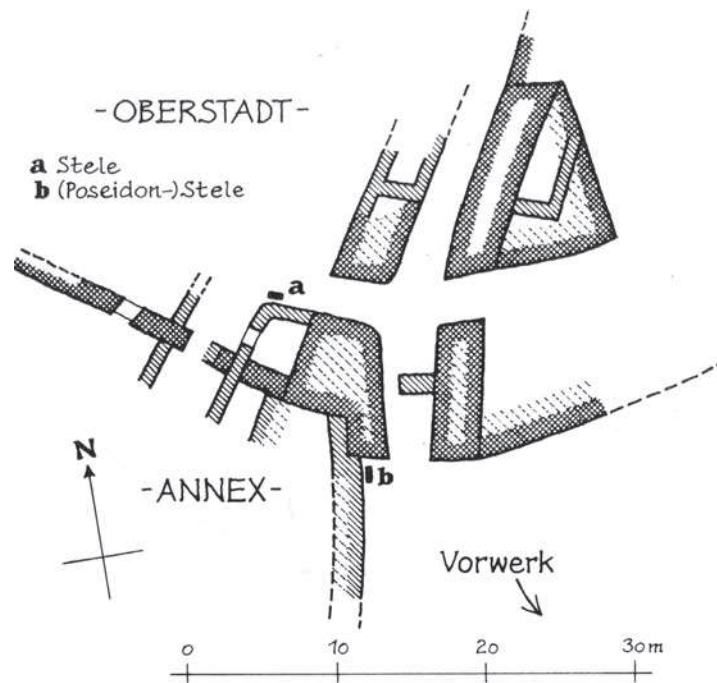 -OBERSTADT-
a Stele
b (Poseidon-)Stele
a
N
-ANNEX-
b
Vorwerk
0 10 20 30m